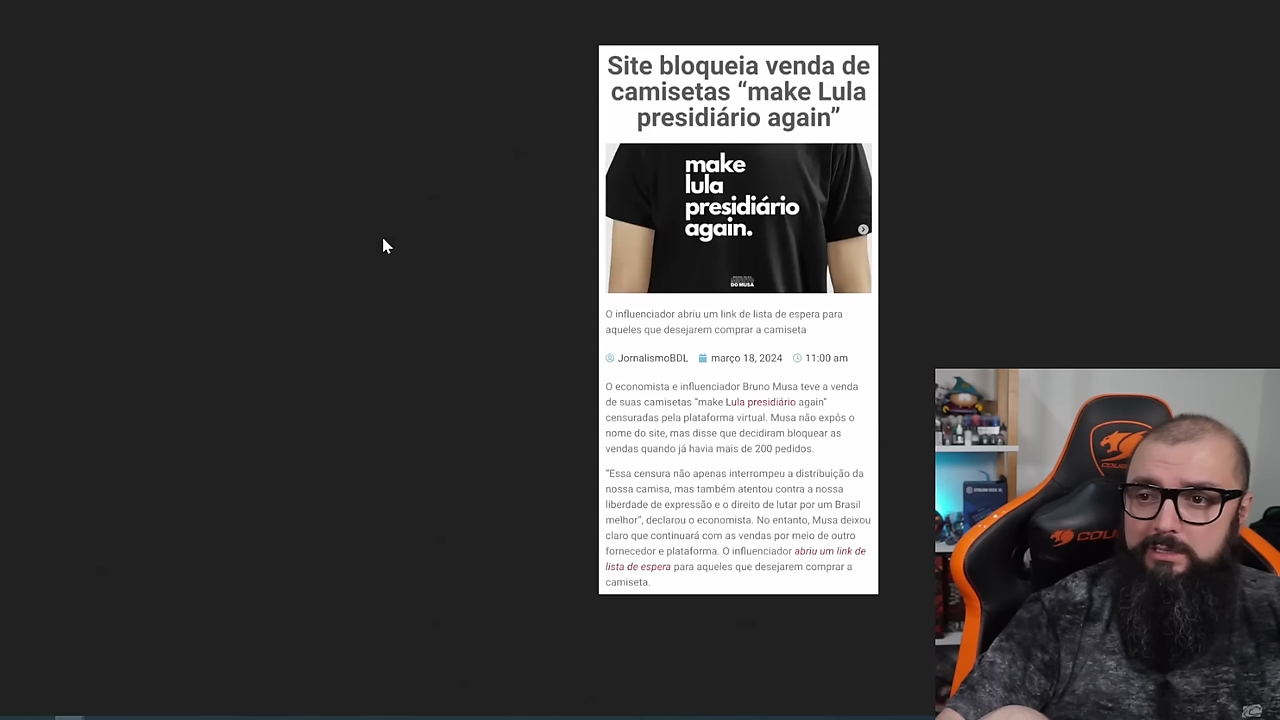 Site bloqueia venda de
camisetas “make Lula
presidiário again”
make
lula
presidiário
again.
DO MUSA
O influenciador abriu um link de lista de espera para
aqueles que desejarem comprar a camiseta
JornalismoBDL março 18, 2024 11:00 am
O economista e influenciador Bruno Musa teve a venda
de suas camisetas “make Lula presidiário again”
censuradas pela plataforma virtual. Musa não expôs o
nome do site, mas disse que decidiram bloquear as
vendas quando já havia mais de 200 pedidos.
“Essa censura não apenas interrompeu a distribuição da
nossa camisa, mas também atentou contra a nossa
liberdade de expressão e o direito de lutar por um Brasil
melhor”, declarou o economista. No entanto, Musa deixou
claro que continuará com as vendas por meio de outro
fornecedor e plataforma. O influenciador abriu um link de
lista de espera para aqueles que desejarem comprar a
camiseta.